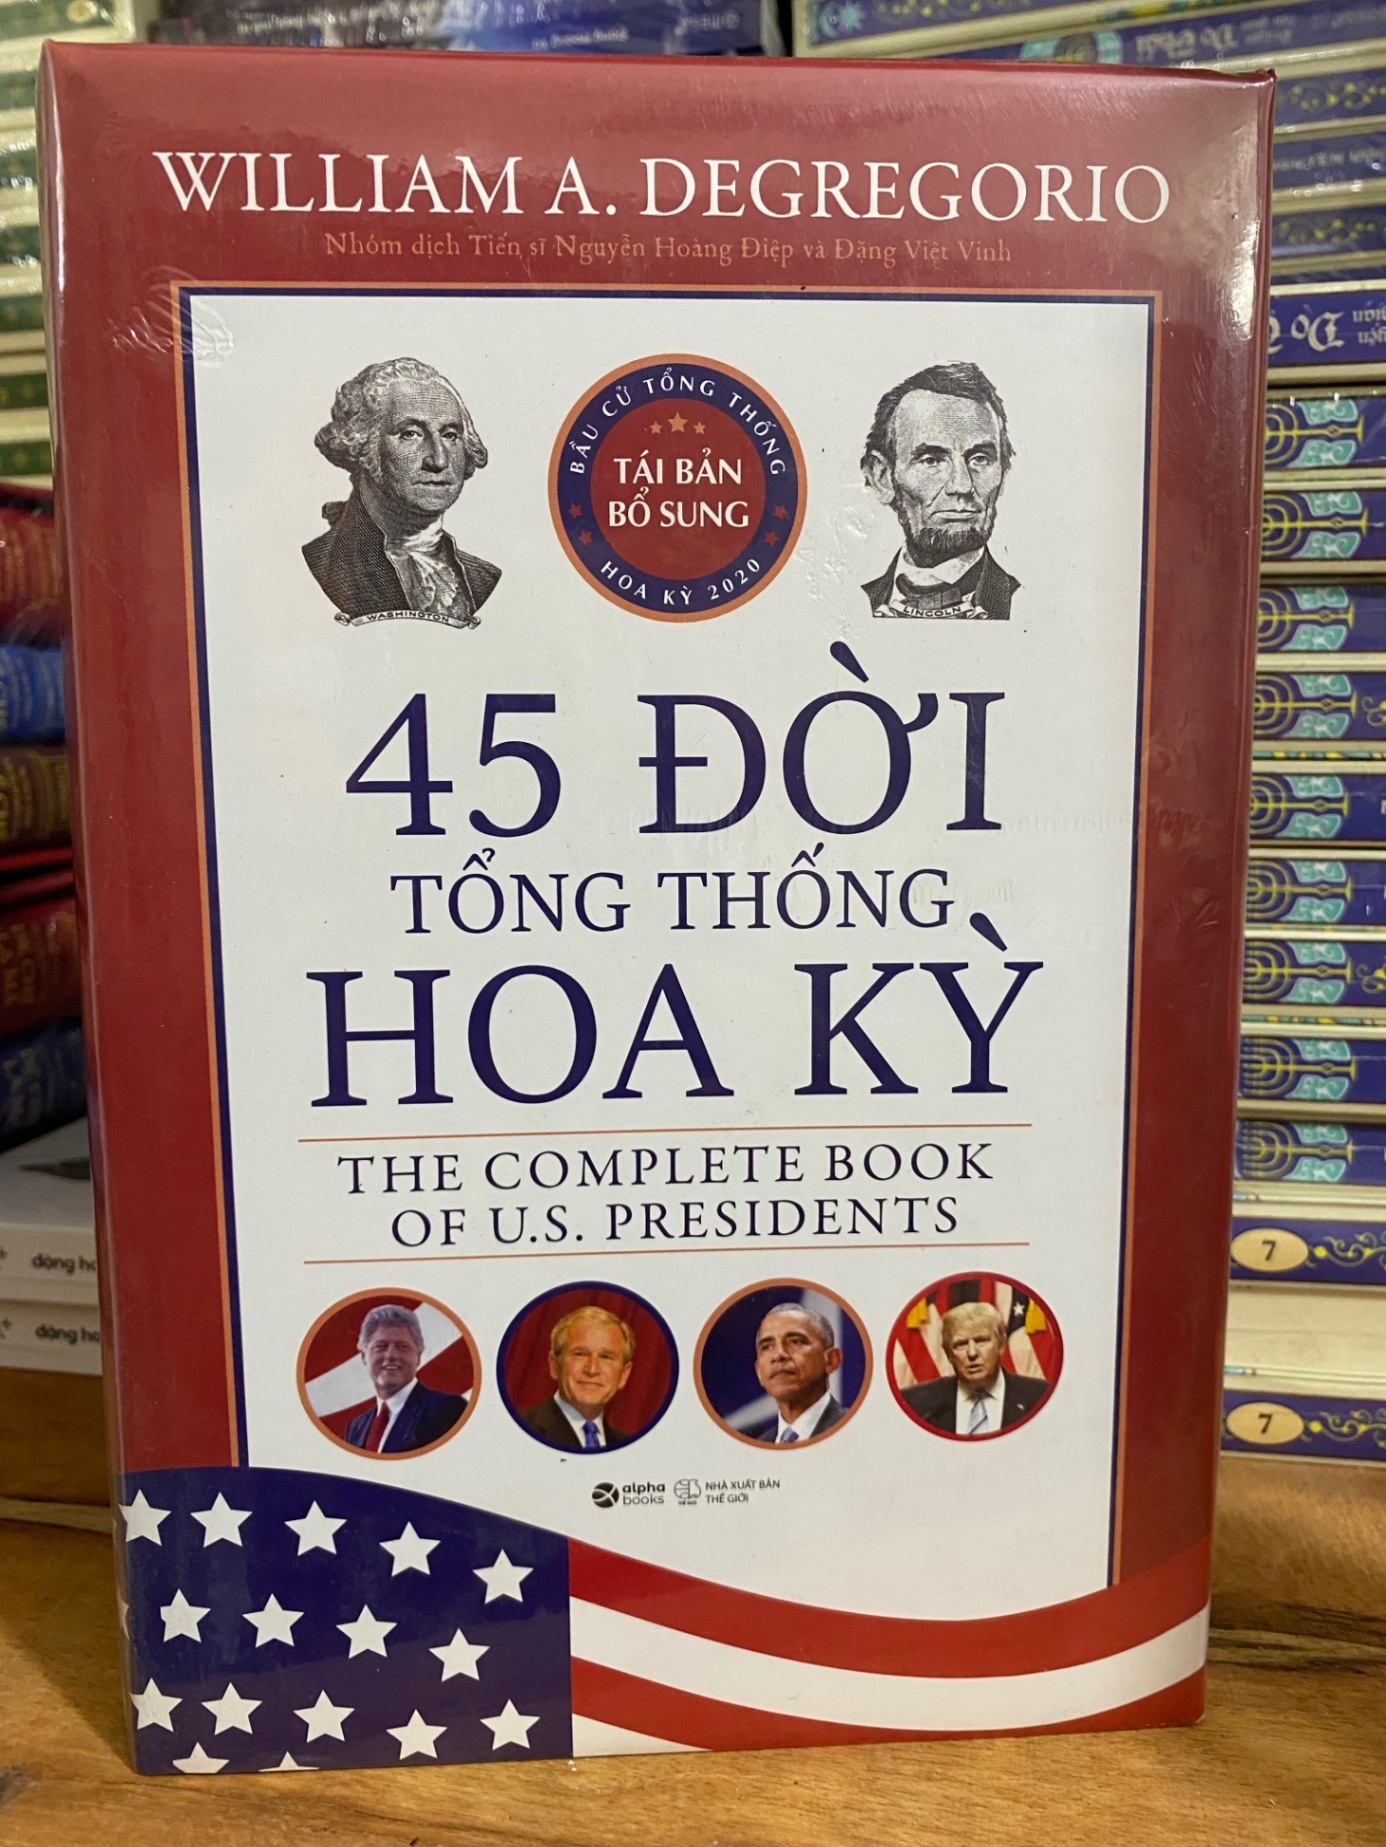 WILLIAM A. DEGREGORIO
Nhóm dịch Tiến sĩ Nguyễn Hoàng Điệp và Đặng Việt Vinh
BẦU CỬ TỔNG THỐNG
TÁI BẢN
BỔ SUNG
HOA KỲ 2020
WASHINGTON
LINCOLN
45 ĐỜI
TỔNG THỐNG
HOA KỲ
THE COMPLETE BOOK
OF U.S. PRESIDENTS
alpha
books
THẾ GIỚI
NHÀ XUẤT BẢN
THẾ GIỚI
7
7